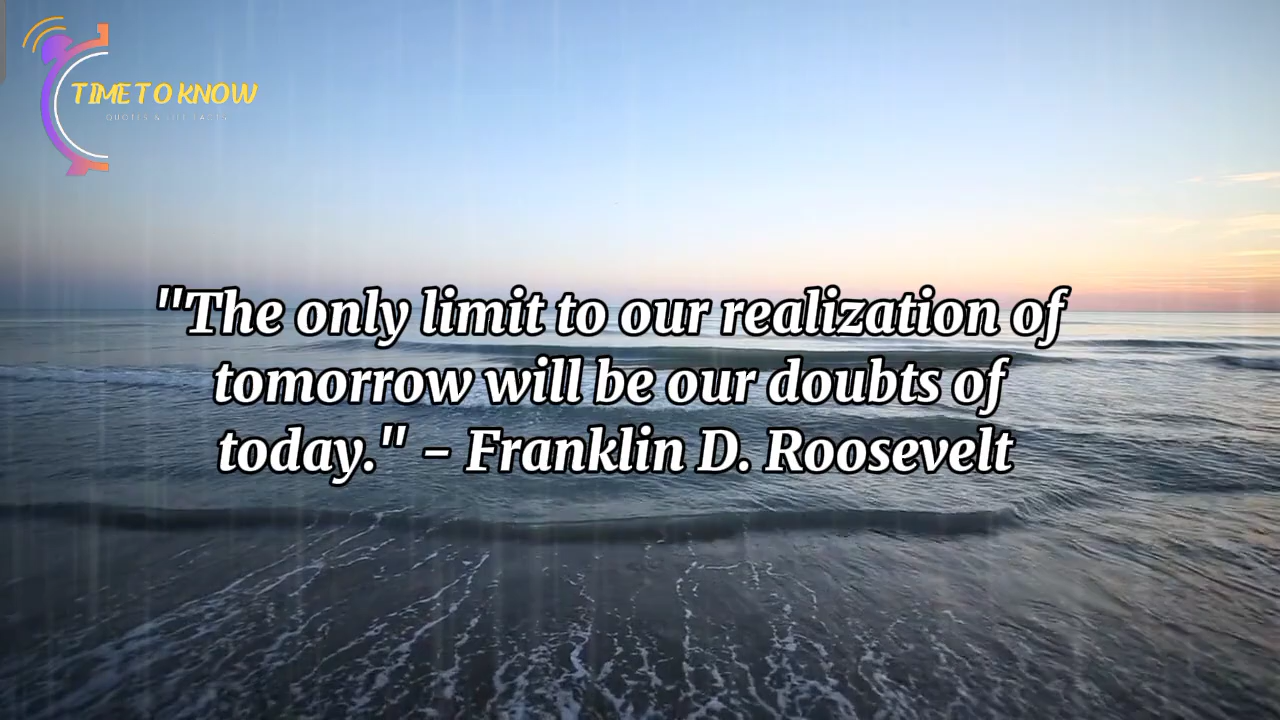 TIME TO KNOW
"The only limit to our realization of
tomorrow will be our doubts of
today." - Franklin D. Roosevelt